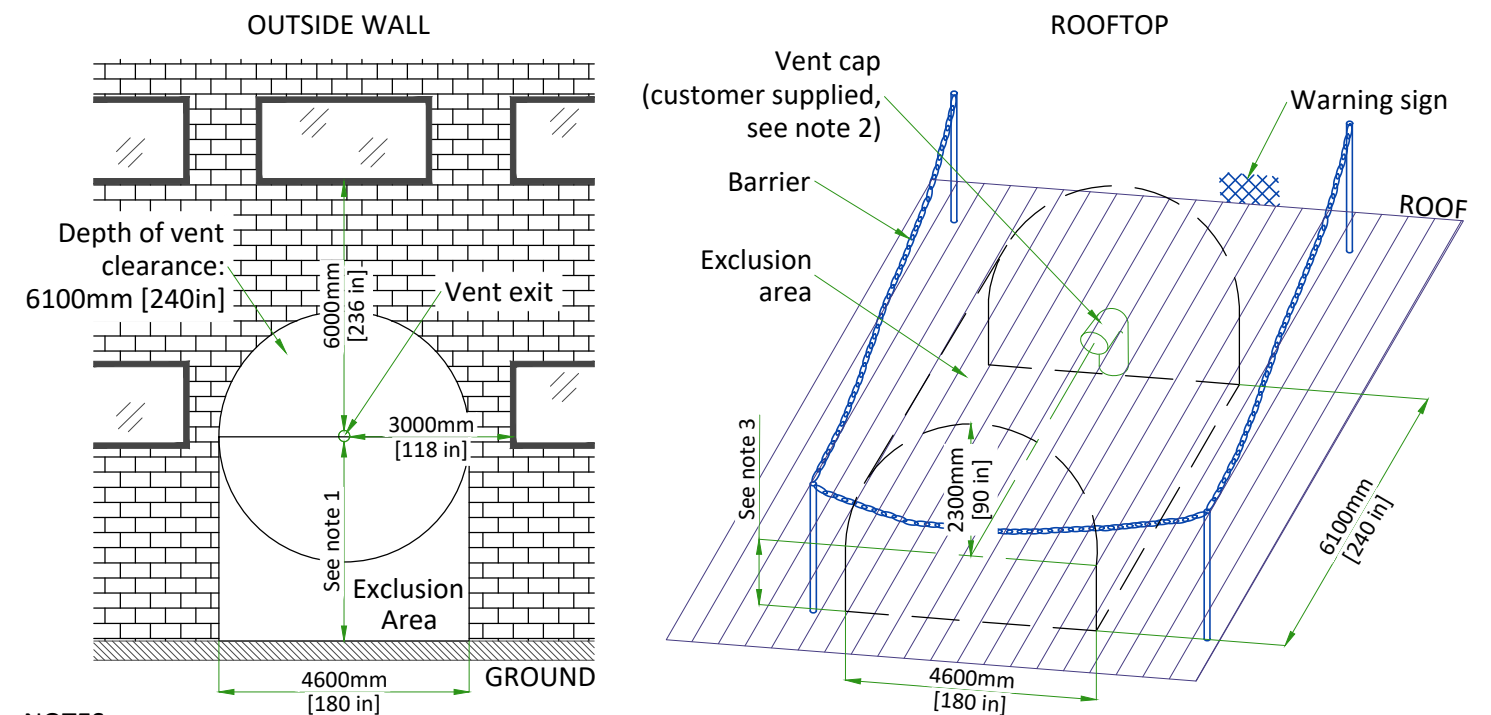 OUTSIDE WALL
Depth of vent
clearance:
6100mm [240in]
6000mm
[236 in]
Vent exit
3000mm
[118 in]
See note 1
Exclusion
Area
GROUND
4600mm
[180 in]
ROOFTOP
Vent cap
(customer supplied,
see note 2)
Warning sign
Barrier
ROOF
Exclusion
area
See note 3
2300mm
[90 in]
6100mm
[240 in]
4600mm
[180 in]